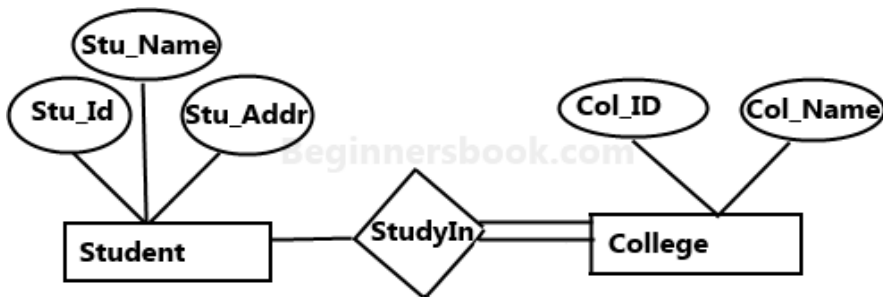 Stu_Name
Stu_Id
Stu_Addr
Col_ID
Col_Name
Beginnersbook.com
Student
StudyIn
College